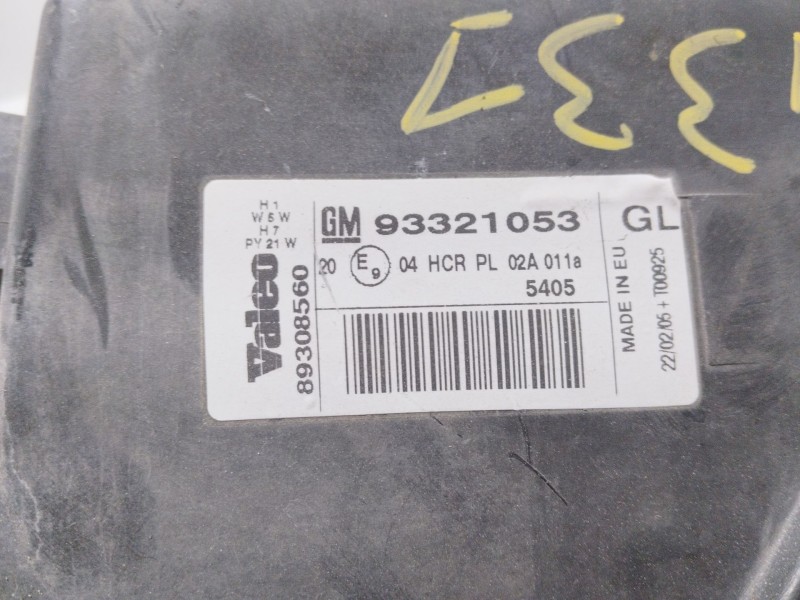 337
H1
W5W
H7
PY21W
Valeo
89308560
GM 93321053
20 E9 04 HCR PL 02A 011a
5405
GL
MADE IN EU
22/02/05 + T00925